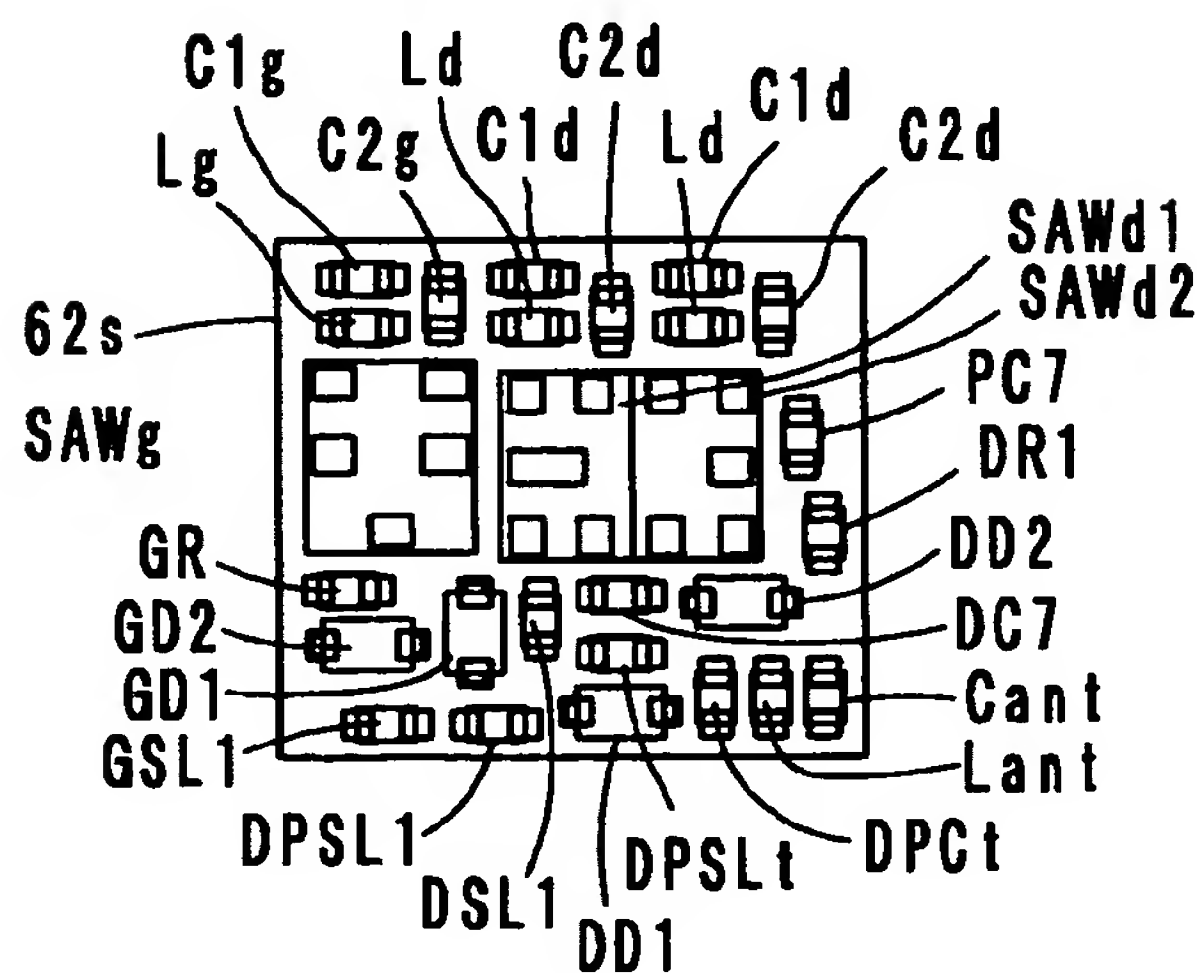 C1g Ld C2d
C2g C1d Ld C1d C2d
Lg
SAWd1
SAWd2
62s
PC7
SAWg
DR1
GR DD2
GD2 DC7
GD1 Cant
GSL1 Lant
DPSL1 DPSLt DPCt
DSL1 DD1